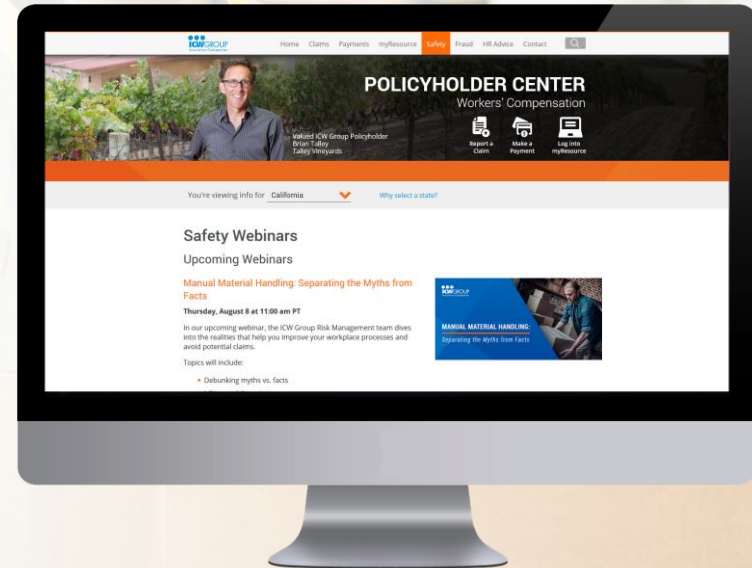 ICWGROUP
Insurance Companies
Home Claims Payments myResource Safety Fraud HR Advice Contact
POLICYHOLDER CENTER
Workers' Compensation
Valued ICW Group Policyholder
Brian Talley
Talley Vineyards
Report a
Claim
Make a
Payment
Log into
myResource
You're viewing info for California
Why select a state?
Safety Webinars
Upcoming Webinars
Manual Material Handling: Separating the Myths from
Facts
Thursday, August 8 at 11:00 am PT
In our upcoming webinar, the ICW Group Risk Management team dives
into the realities that help you improve your workplace processes and
avoid potential claims.
Topics will include:
Debunking myths vs. facts
ICWGROUP
MANUAL MATERIAL HANDLING:
Separating the Myths from Facts